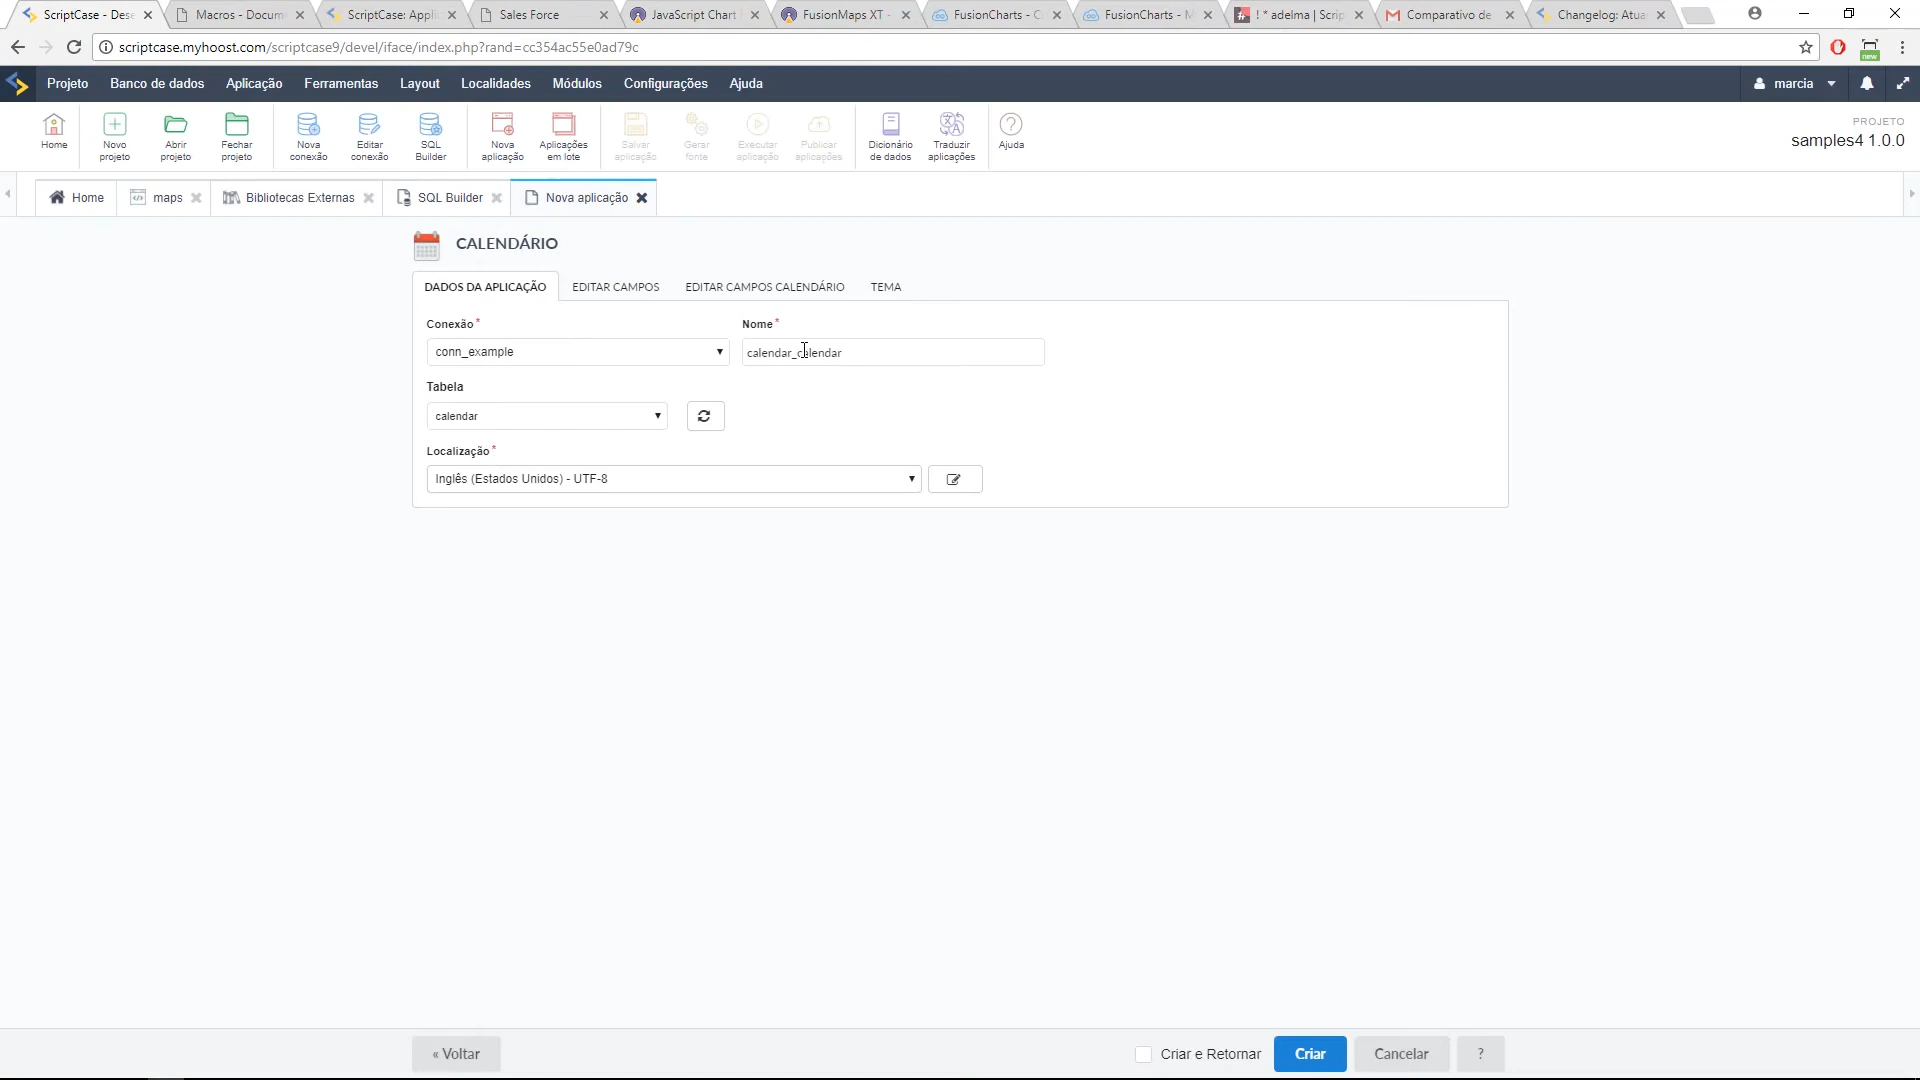 ScriptCase - Des
Macros - Docum
ScriptCase: Appli
Sales Force
JavaScript Chart
FusionMaps XT -
FusionCharts - C
FusionCharts - M
! * adelma | Scrip
Comparativo de
Changelog: Atua
scriptcase.myhoost.com/scriptcase9/devel/iface/index.php?rand=cc354ac55e0ad79c
new
Projeto
Banco de dados
Aplicação
Ferramentas
Layout
Localidades
Módulos
Configurações
Ajuda
marcia
Home
Novo projeto
Abrir projeto
Fechar projeto
Nova conexão
Editar conexão
SQL Builder
Nova aplicação
Aplicações em lote
Salvar aplicação
Gerar fonte
Executar aplicação
Publicar aplicações
Dicionário de dados
Traduzir aplicações
Ajuda
PROJETO
samples4 1.0.0
Home
maps
Bibliotecas Externas
SQL Builder
Nova aplicação
CALENDÁRIO
DADOS DA APLICAÇÃO
EDITAR CAMPOS
EDITAR CAMPOS CALENDÁRIO
TEMA
Conexão *
Nome *
conn_example
calendar_calendar
Tabela
calendar
Localização *
Inglês (Estados Unidos) - UTF-8
« Voltar
Criar e Retornar
Criar
Cancelar
?